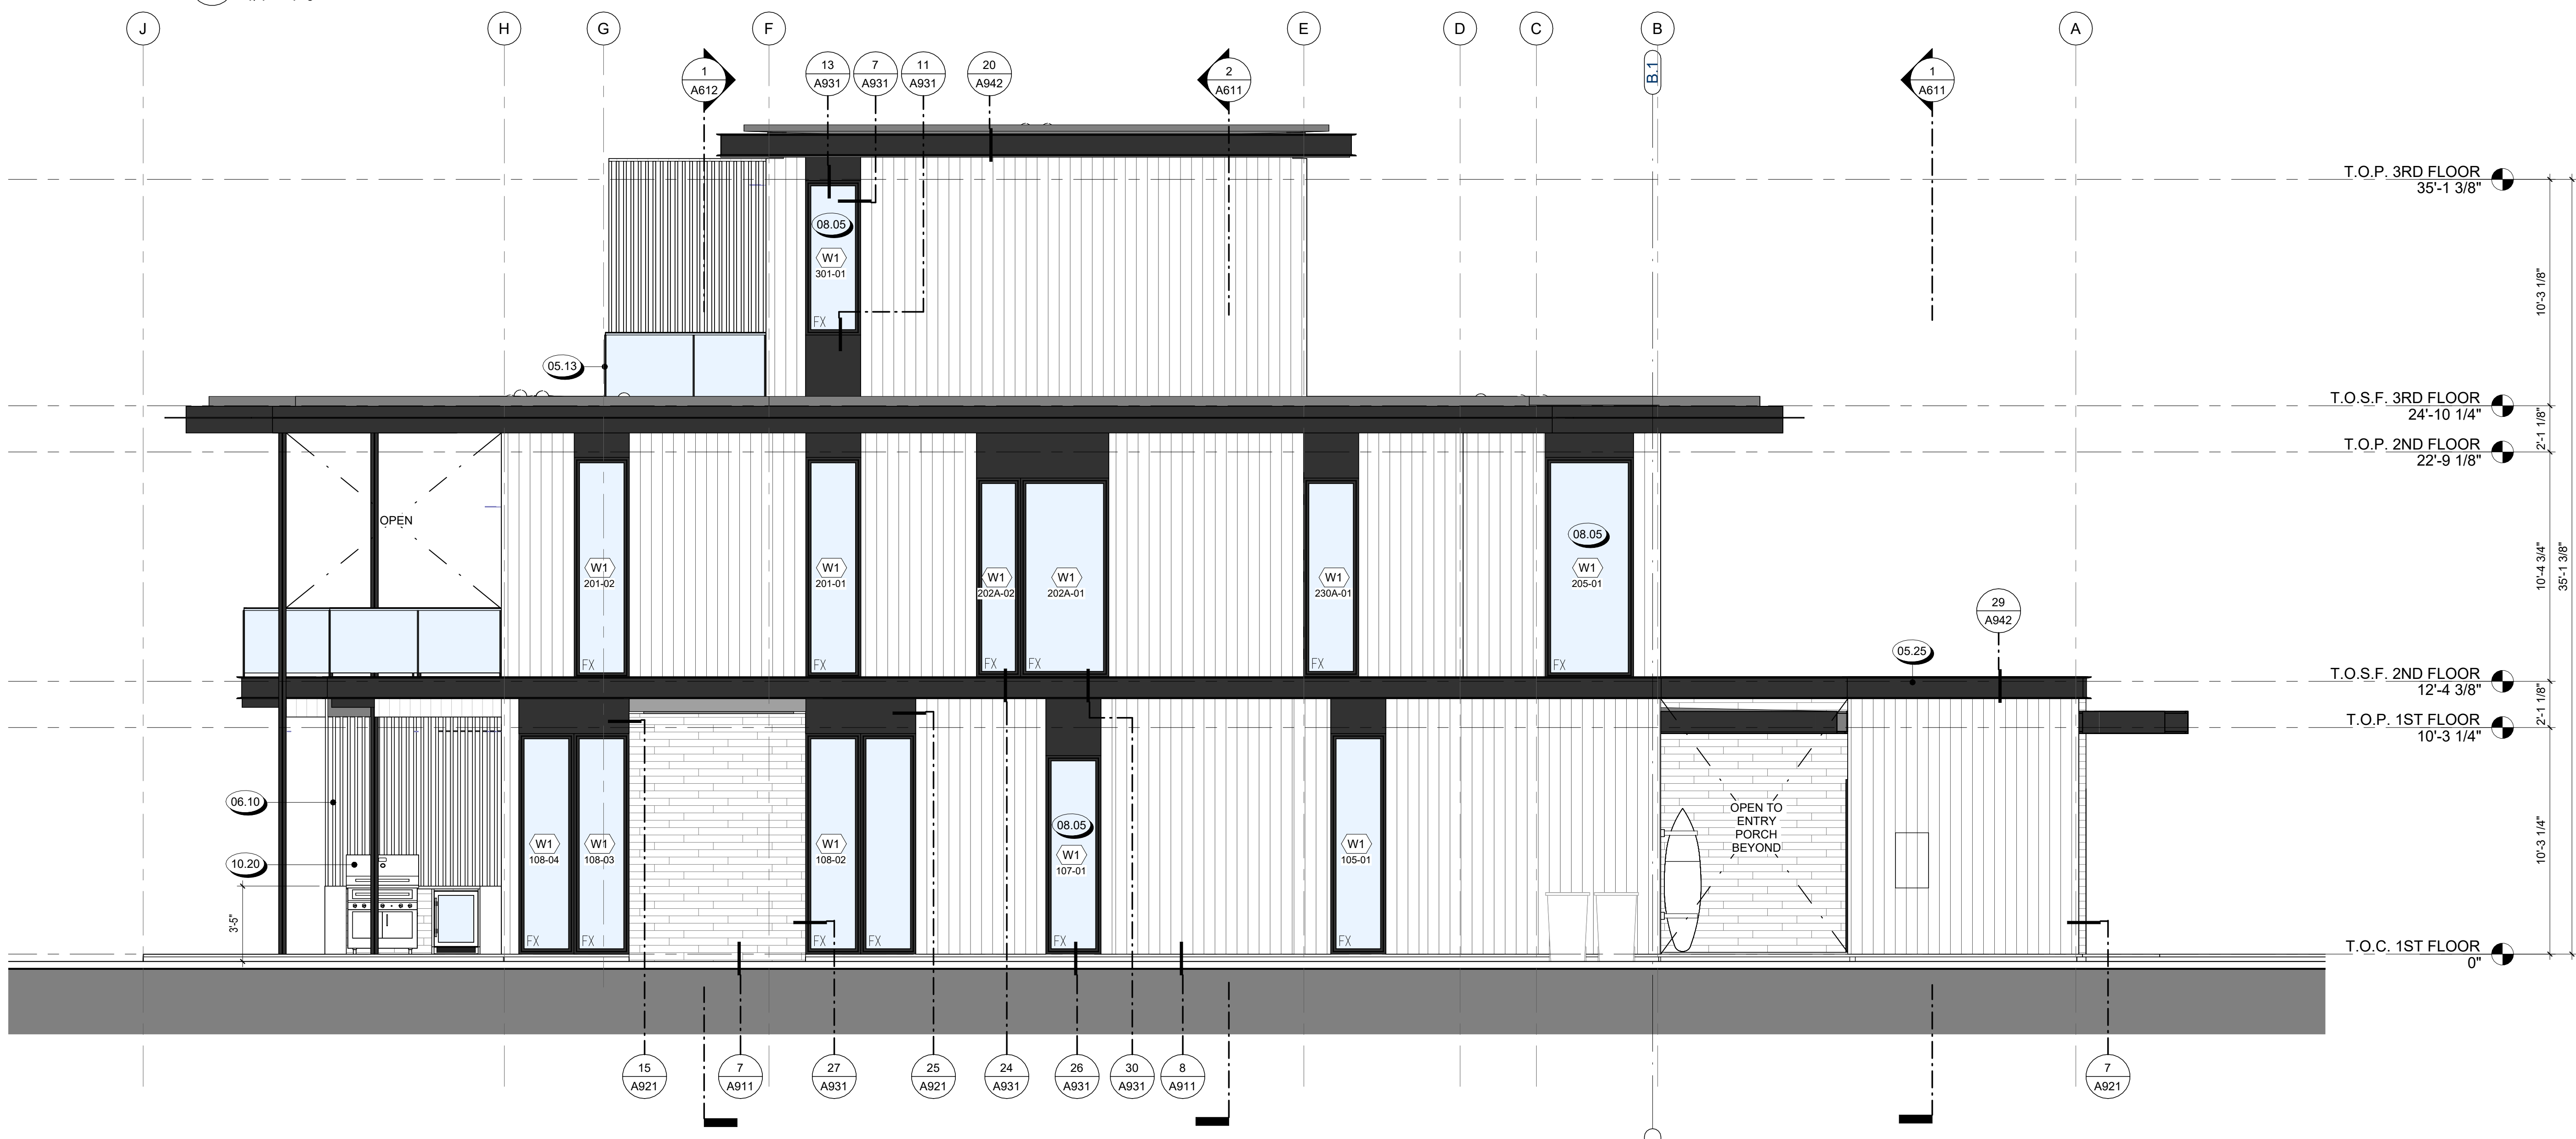 J
H
G
F
E
D
C
B
A
B.1
1
A612
13
A931
7
A931
11
A931
20
A942
2
A611
1
A611
T.O.P. 3RD FLOOR
35'-1 3/8"
08.05
W1
301-01
FX
10'-3 1/8"
05.13
T.O.S.F. 3RD FLOOR
24'-10 1/4"
2'-1 1/8"
T.O.P. 2ND FLOOR
22'-9 1/8"
OPEN
08.05
W1
201-02
W1
201-01
W1
202A-02
W1
202A-01
W1
230A-01
W1
205-01
10'-4 3/4"
35'-1 3/8"
29
A942
05.25
FX
FX
FX
FX
FX
FX
T.O.S.F. 2ND FLOOR
12'-4 3/8"
2'-1 1/8"
T.O.P. 1ST FLOOR
10'-3 1/4"
06.10
10.20
3'-5"
W1
108-04
W1
108-03
W1
108-02
08.05
W1
107-01
W1
105-01
OPEN TO
ENTRY
PORCH
BEYOND
10'-3 1/4"
FX
FX
FX
FX
FX
T.O.C. 1ST FLOOR
0"
15
A921
7
A911
27
A931
25
A921
24
A931
26
A931
30
A931
8
A911
7
A921